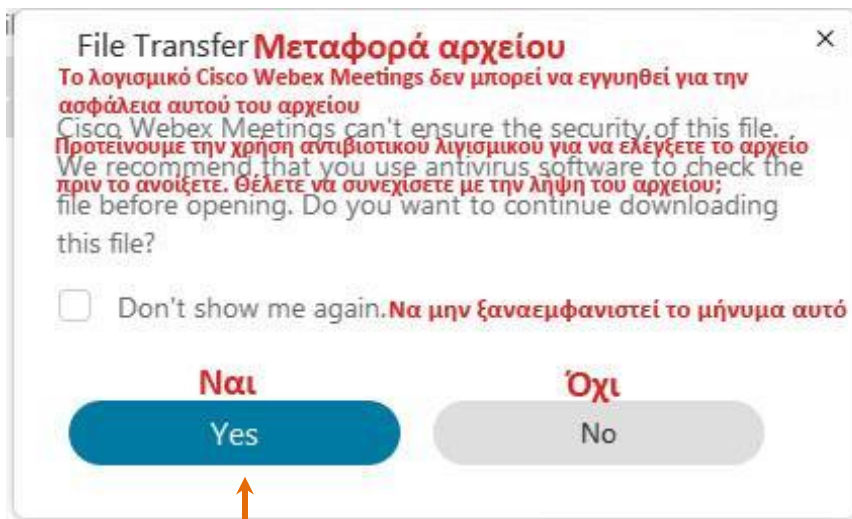 File Transfer Μεταφορά αρχείου
Το λογισμικό Cisco Webex Meetings δεν μπορεί να εγγυηθεί για την
ασφάλεια αυτού του αρχείου
Cisco Webex Meetings can't ensure the security of this file.
Προτείνουμε την χρήση αντιβιοτικού λιγισμικού για να ελέγξετε το αρχείο
We recommend that you use antivirus software to check the
πριν το ανοίξετε. Θέλετε να συνεχίσετε με την λήψη του αρχείου;
file before opening. Do you want to continue downloading
this file?
Don't show me again. Να μην ξαναεμφανιστεί το μήνυμα αυτό
Ναι Όχι
Yes No